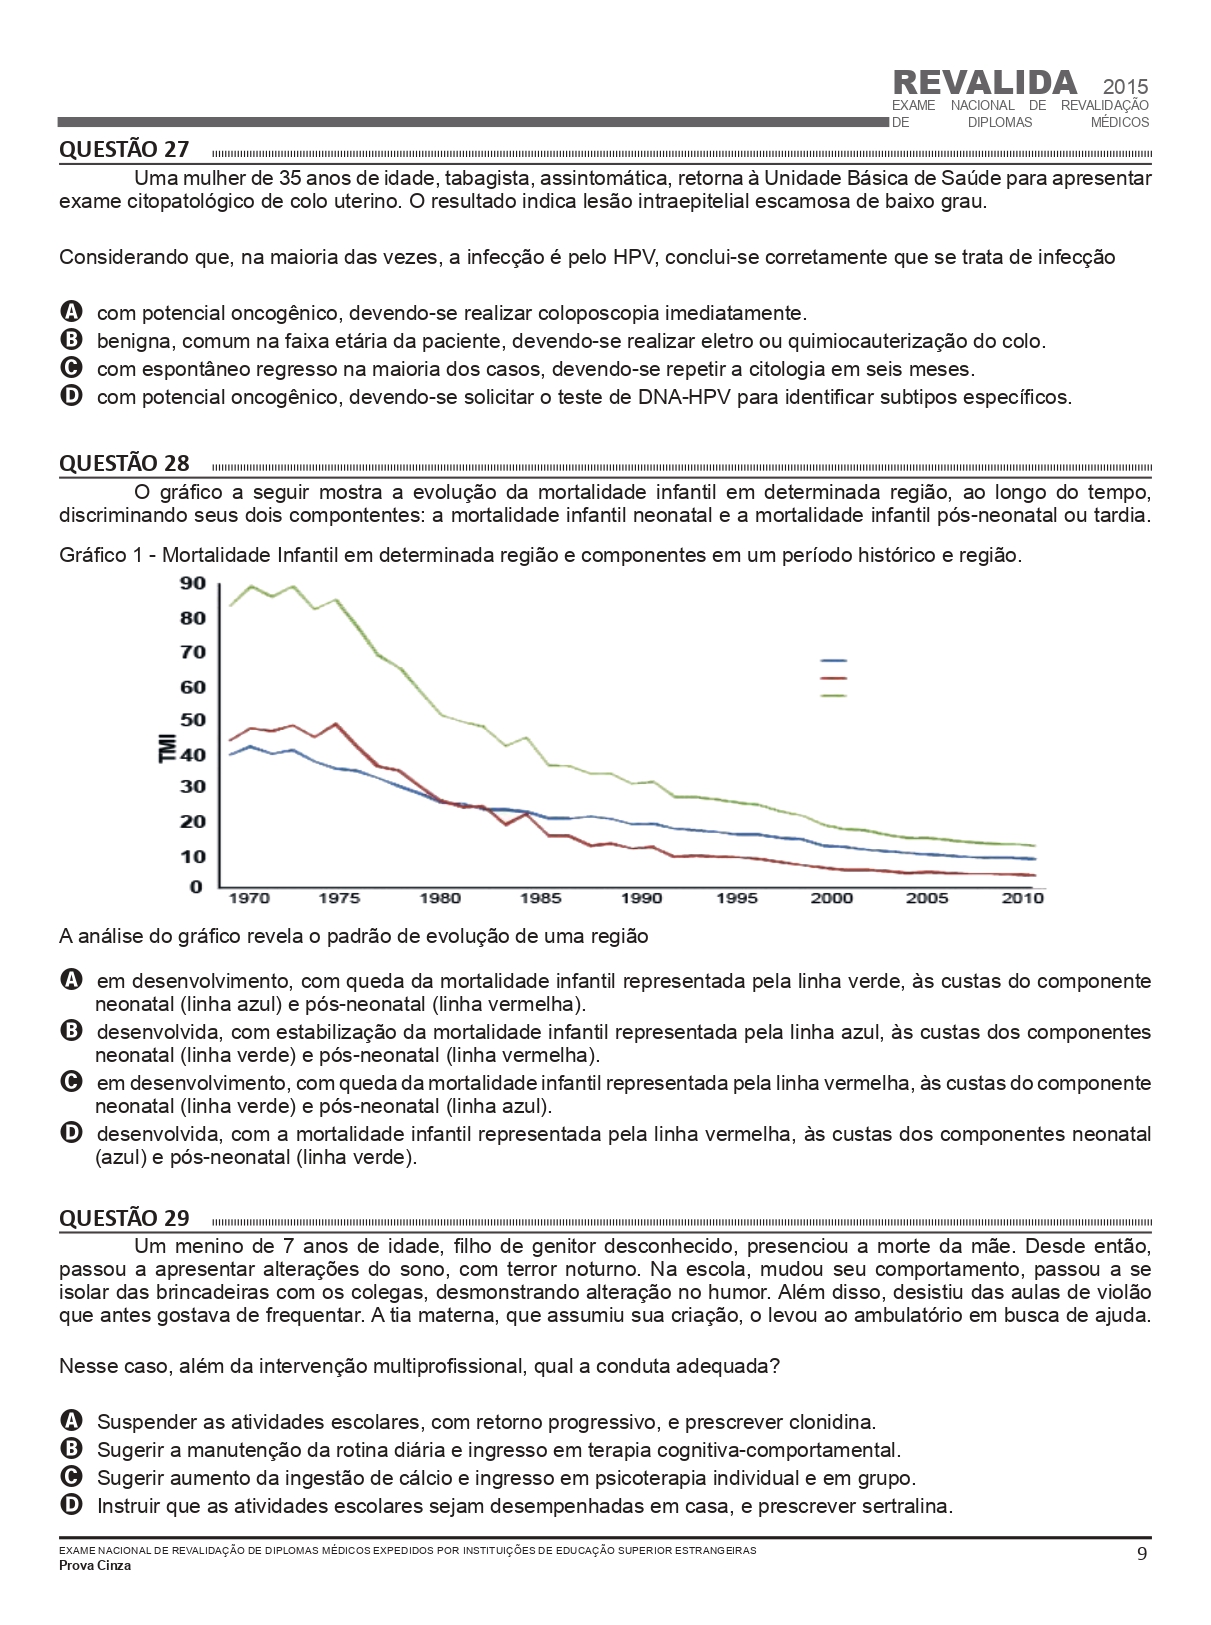 REVALIDA 2015
EXAME NACIONAL DE REVALIDAÇÃO
DE DIPLOMAS MÉDICOS
QUESTÃO 27
Uma mulher de 35 anos de idade, tabagista, assintomática, retorna à Unidade Básica de Saúde para apresentar
exame citopatológico de colo uterino. O resultado indica lesão intraepitelial escamosa de baixo grau.
Considerando que, na maioria das vezes, a infecção é pelo HPV, conclui-se corretamente que se trata de infecção
A com potencial oncogênico, devendo-se realizar coloposcopia imediatamente.
B benigna, comum na faixa etária da paciente, devendo-se realizar eletro ou quimiocauterização do colo.
C com espontâneo regresso na maioria dos casos, devendo-se repetir a citologia em seis meses.
D com potencial oncogênico, devendo-se solicitar o teste de DNA-HPV para identificar subtipos específicos.
QUESTÃO 28
O gráfico a seguir mostra a evolução da mortalidade infantil em determinada região, ao longo do tempo,
discriminando seus dois compontentes: a mortalidade infantil neonatal e a mortalidade infantil pós-neonatal ou tardia.
Gráfico 1 - Mortalidade Infantil em determinada região e componentes em um período histórico e região.
90
80
70
60
50
TMI
40
30
20
10
0
1970 1975 1980 1985 1990 1995 2000 2005 2010
A análise do gráfico revela o padrão de evolução de uma região
A em desenvolvimento, com queda da mortalidade infantil representada pela linha verde, às custas do componente
neonatal (linha azul) e pós-neonatal (linha vermelha).
B desenvolvida, com estabilização da mortalidade infantil representada pela linha azul, às custas dos componentes
neonatal (linha verde) e pós-neonatal (linha vermelha).
C em desenvolvimento, com queda da mortalidade infantil representada pela linha vermelha, às custas do componente
neonatal (linha verde) e pós-neonatal (linha azul).
D desenvolvida, com a mortalidade infantil representada pela linha vermelha, às custas dos componentes neonatal
(azul) e pós-neonatal (linha verde).
QUESTÃO 29
Um menino de 7 anos de idade, filho de genitor desconhecido, presenciou a morte da mãe. Desde então,
passou a apresentar alterações do sono, com terror noturno. Na escola, mudou seu comportamento, passou a se
isolar das brincadeiras com os colegas, desmonstrando alteração no humor. Além disso, desistiu das aulas de violão
que antes gostava de frequentar. A tia materna, que assumiu sua criação, o levou ao ambulatório em busca de ajuda.
Nesse caso, além da intervenção multiprofissional, qual a conduta adequada?
A Suspender as atividades escolares, com retorno progressivo, e prescrever clonidina.
B Sugerir a manutenção da rotina diária e ingresso em terapia cognitiva-comportamental.
C Sugerir aumento da ingestão de cálcio e ingresso em psicoterapia individual e em grupo.
D Instruir que as atividades escolares sejam desempenhadas em casa, e prescrever sertralina.
EXAME NACIONAL DE REVALIDAÇÃO DE DIPLOMAS MÉDICOS EXPEDIDOS POR INSTITUIÇÕES DE EDUCAÇÃO SUPERIOR ESTRANGEIRAS
9
Prova Cinza